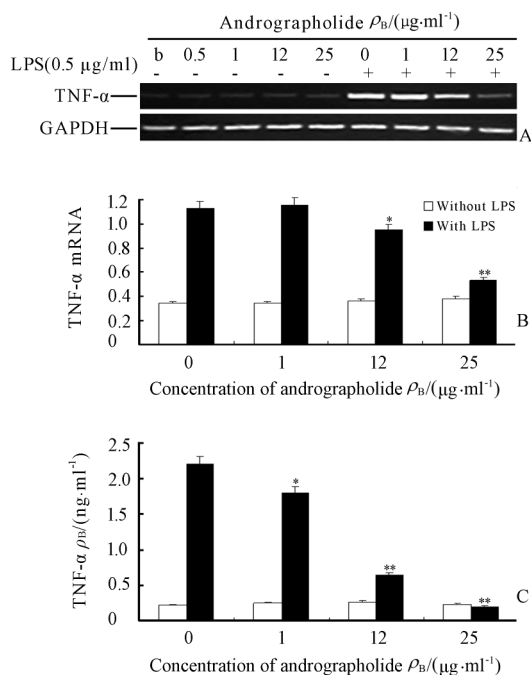 Andrographolide ρB/(μg·ml-1)
LPS(0.5 μg/ml) b 0.5 1 12 25 0 1 12 25
- - - - - + + + +
TNF-α
GAPDH
A
1.2
1.0
0.8
0.6
0.4
0.2
0
TNF-α mRNA
Without LPS
With LPS
*
**
B
0 1 12 25
Concentration of andrographolide ρB/(μg·ml-1)
2.5
2.0
1.5
1.0
0.5
0
TNF-α ρB/(ng·ml-1)
*
**
**
C
0 1 12 25
Concentration of andrographolide ρB/(μg·ml-1)